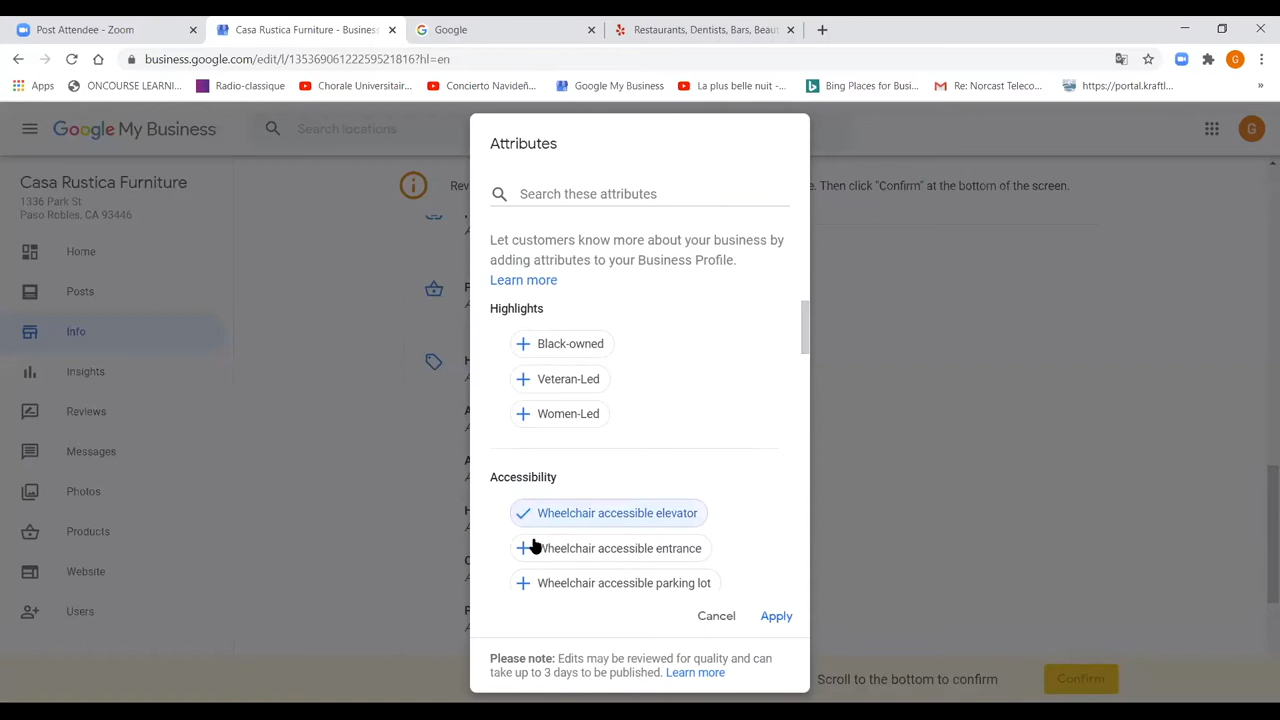 Post Attendee - Zoom
Casa Rustica Furniture - Business
Google
Restaurants, Dentists, Bars, Beau
business.google.com/edit/l/13536906122259521816?hl=en
Apps
ONCOURSE LEARNI...
Radio-classique
Chorale Universitair...
Concierto Navideñ...
Google My Business
La plus belle nuit -...
Bing Places for Busi...
Re: Norcast Teleco...
https://portal.kraftl...
»
Google My Business
Search locations
G
Casa Rustica Furniture
1336 Park St
Paso Robles, CA 93446
Home
Posts
Info
Insights
Reviews
Messages
Photos
Products
Website
Users
. Then click "Confirm" at the bottom of the screen.
Attributes
Search these attributes
Let customers know more about your business by
adding attributes to your Business Profile.
Learn more
Highlights
Black-owned
Veteran-Led
Women-Led
Accessibility
Wheelchair accessible elevator
Wheelchair accessible entrance
Wheelchair accessible parking lot
Cancel
Apply
Please note: Edits may be reviewed for quality and can
take up to 3 days to be published. Learn more
Scroll to the bottom to confirm
Confirm